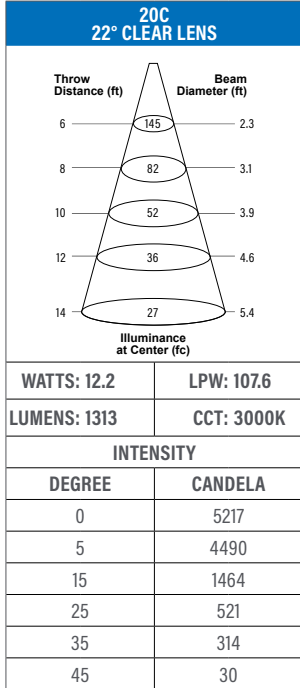 20C
22° CLEAR LENS
Throw Beam
Distance (ft) Diameter (ft)
6 145 2.3
8 82 3.1
10 52 3.9
12 36 4.6
14 27 5.4
Illuminance
at Center (fc)
WATTS: 12.2 LPW: 107.6
LUMENS: 1313 CCT: 3000K
INTENSITY
DEGREE CANDELA
0 5217
5 4490
15 1464
25 521
35 314
45 30